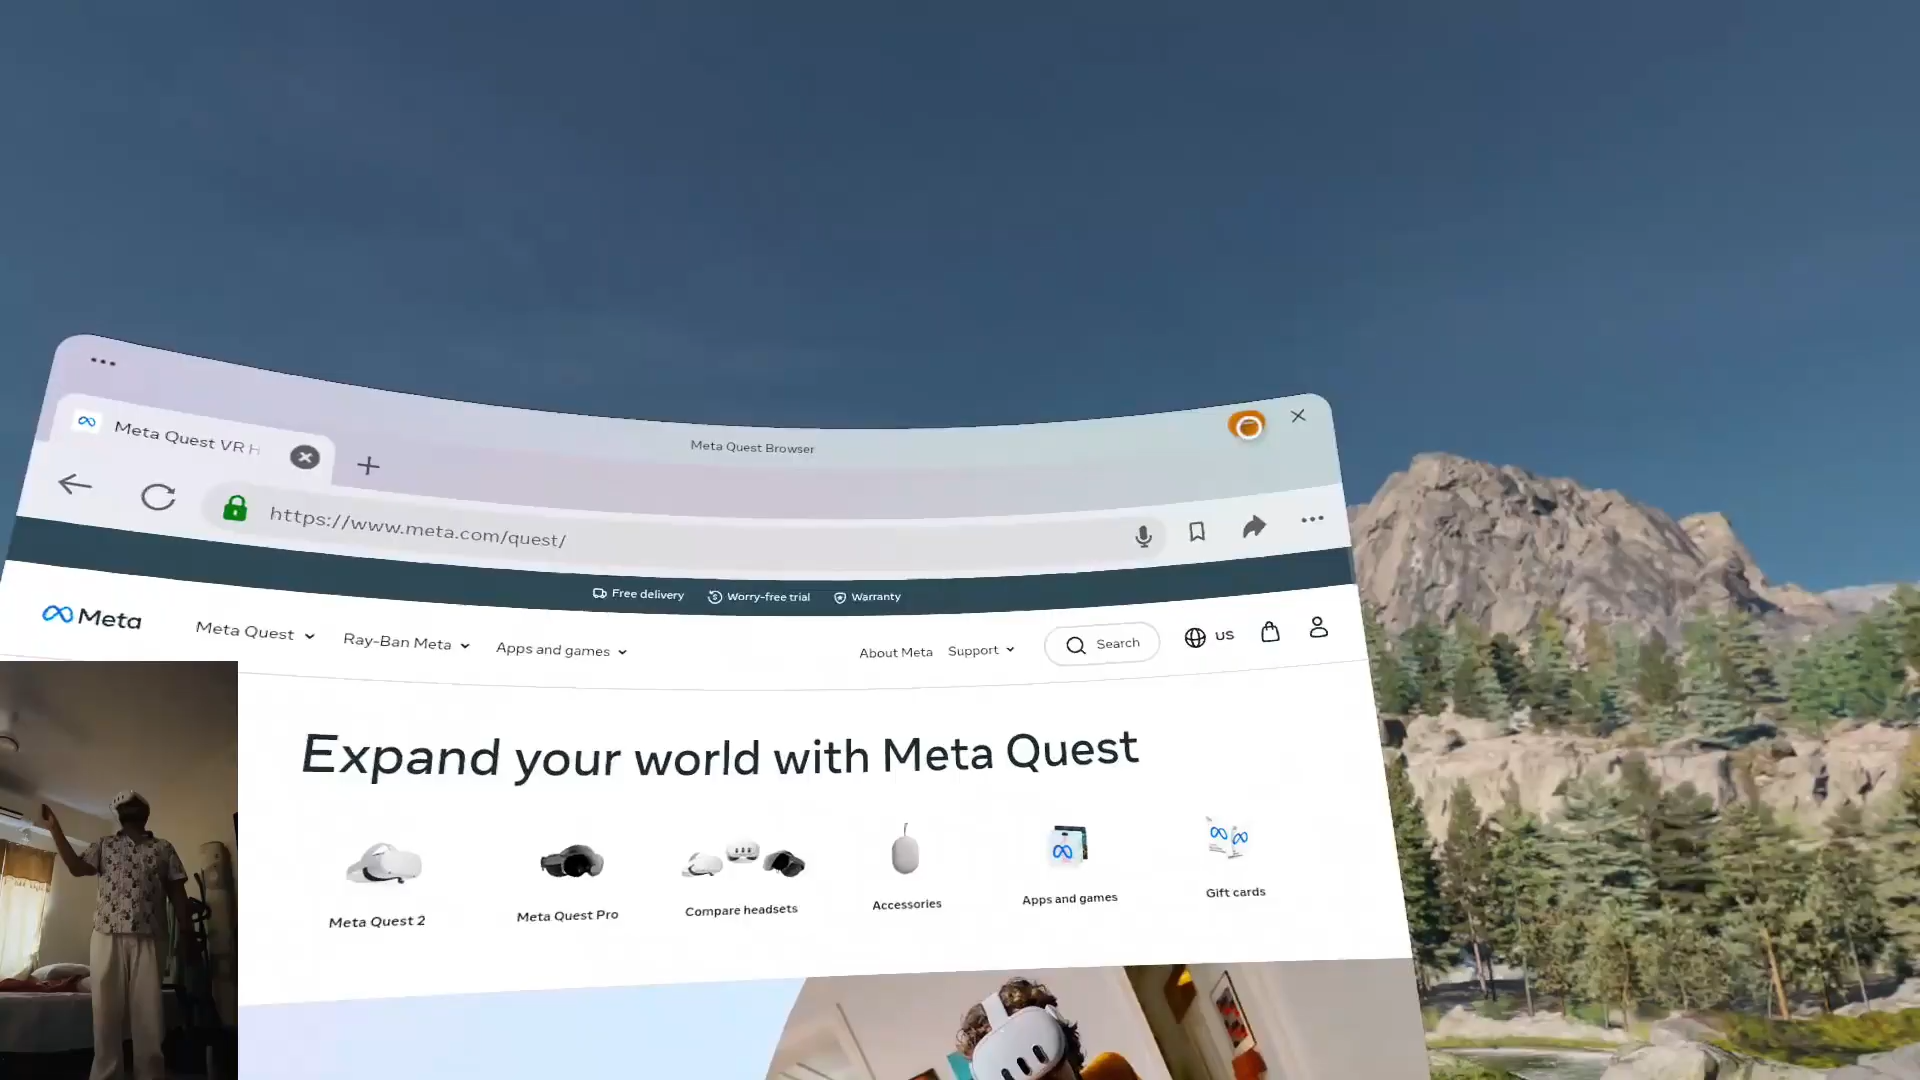 Meta Quest Browser
Meta Quest VR H
https://www.meta.com/quest/
Free delivery Worry-free trial Warranty
Meta Meta Quest Ray-Ban Meta Apps and games About Meta Support Search US
Expand your world with Meta Quest
Meta Quest 2 Meta Quest Pro Compare headsets Accessories Apps and games Gift cards